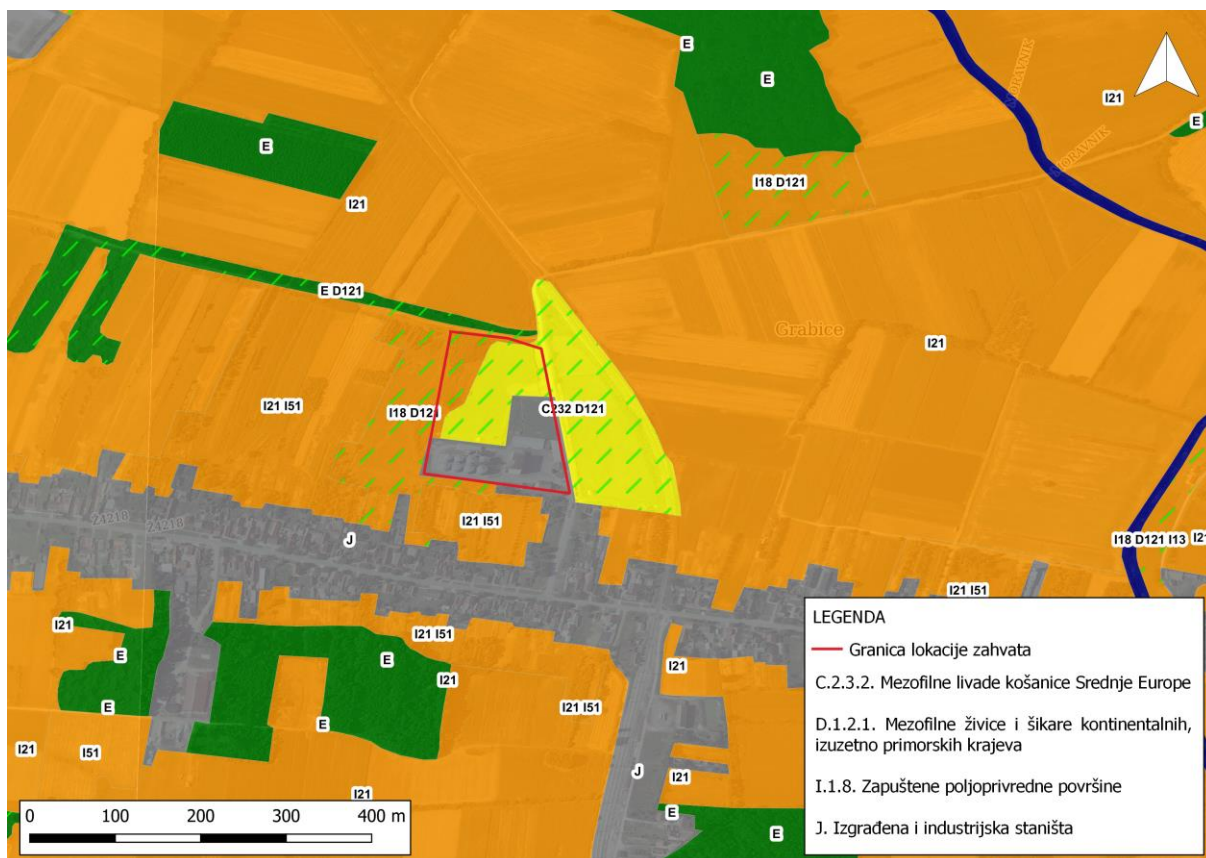 E
E
I21
E
E
I21
I18 D121
E D121
Grabice
I21
I21 I51
I18 D121
C232 D121
I21 I51
21218
21218
J
I18 D121 I13
I21 I51
I21
I21 I51
E
E
I21
I21
E
E
I21 I51
I21
I51
J
I21
I21
E
E
0 100 200 300 400 m
LEGENDA
Granica lokacije zahvata
C.2.3.2. Mezofilne livade košanice Srednje Europe
D.1.2.1. Mezofilne živice i šikare kontinentalnih,
izuzetno primorskih krajeva
I.1.8. Zapuštene poljoprivredne površine
J. Izgrađena i industrijska staništa